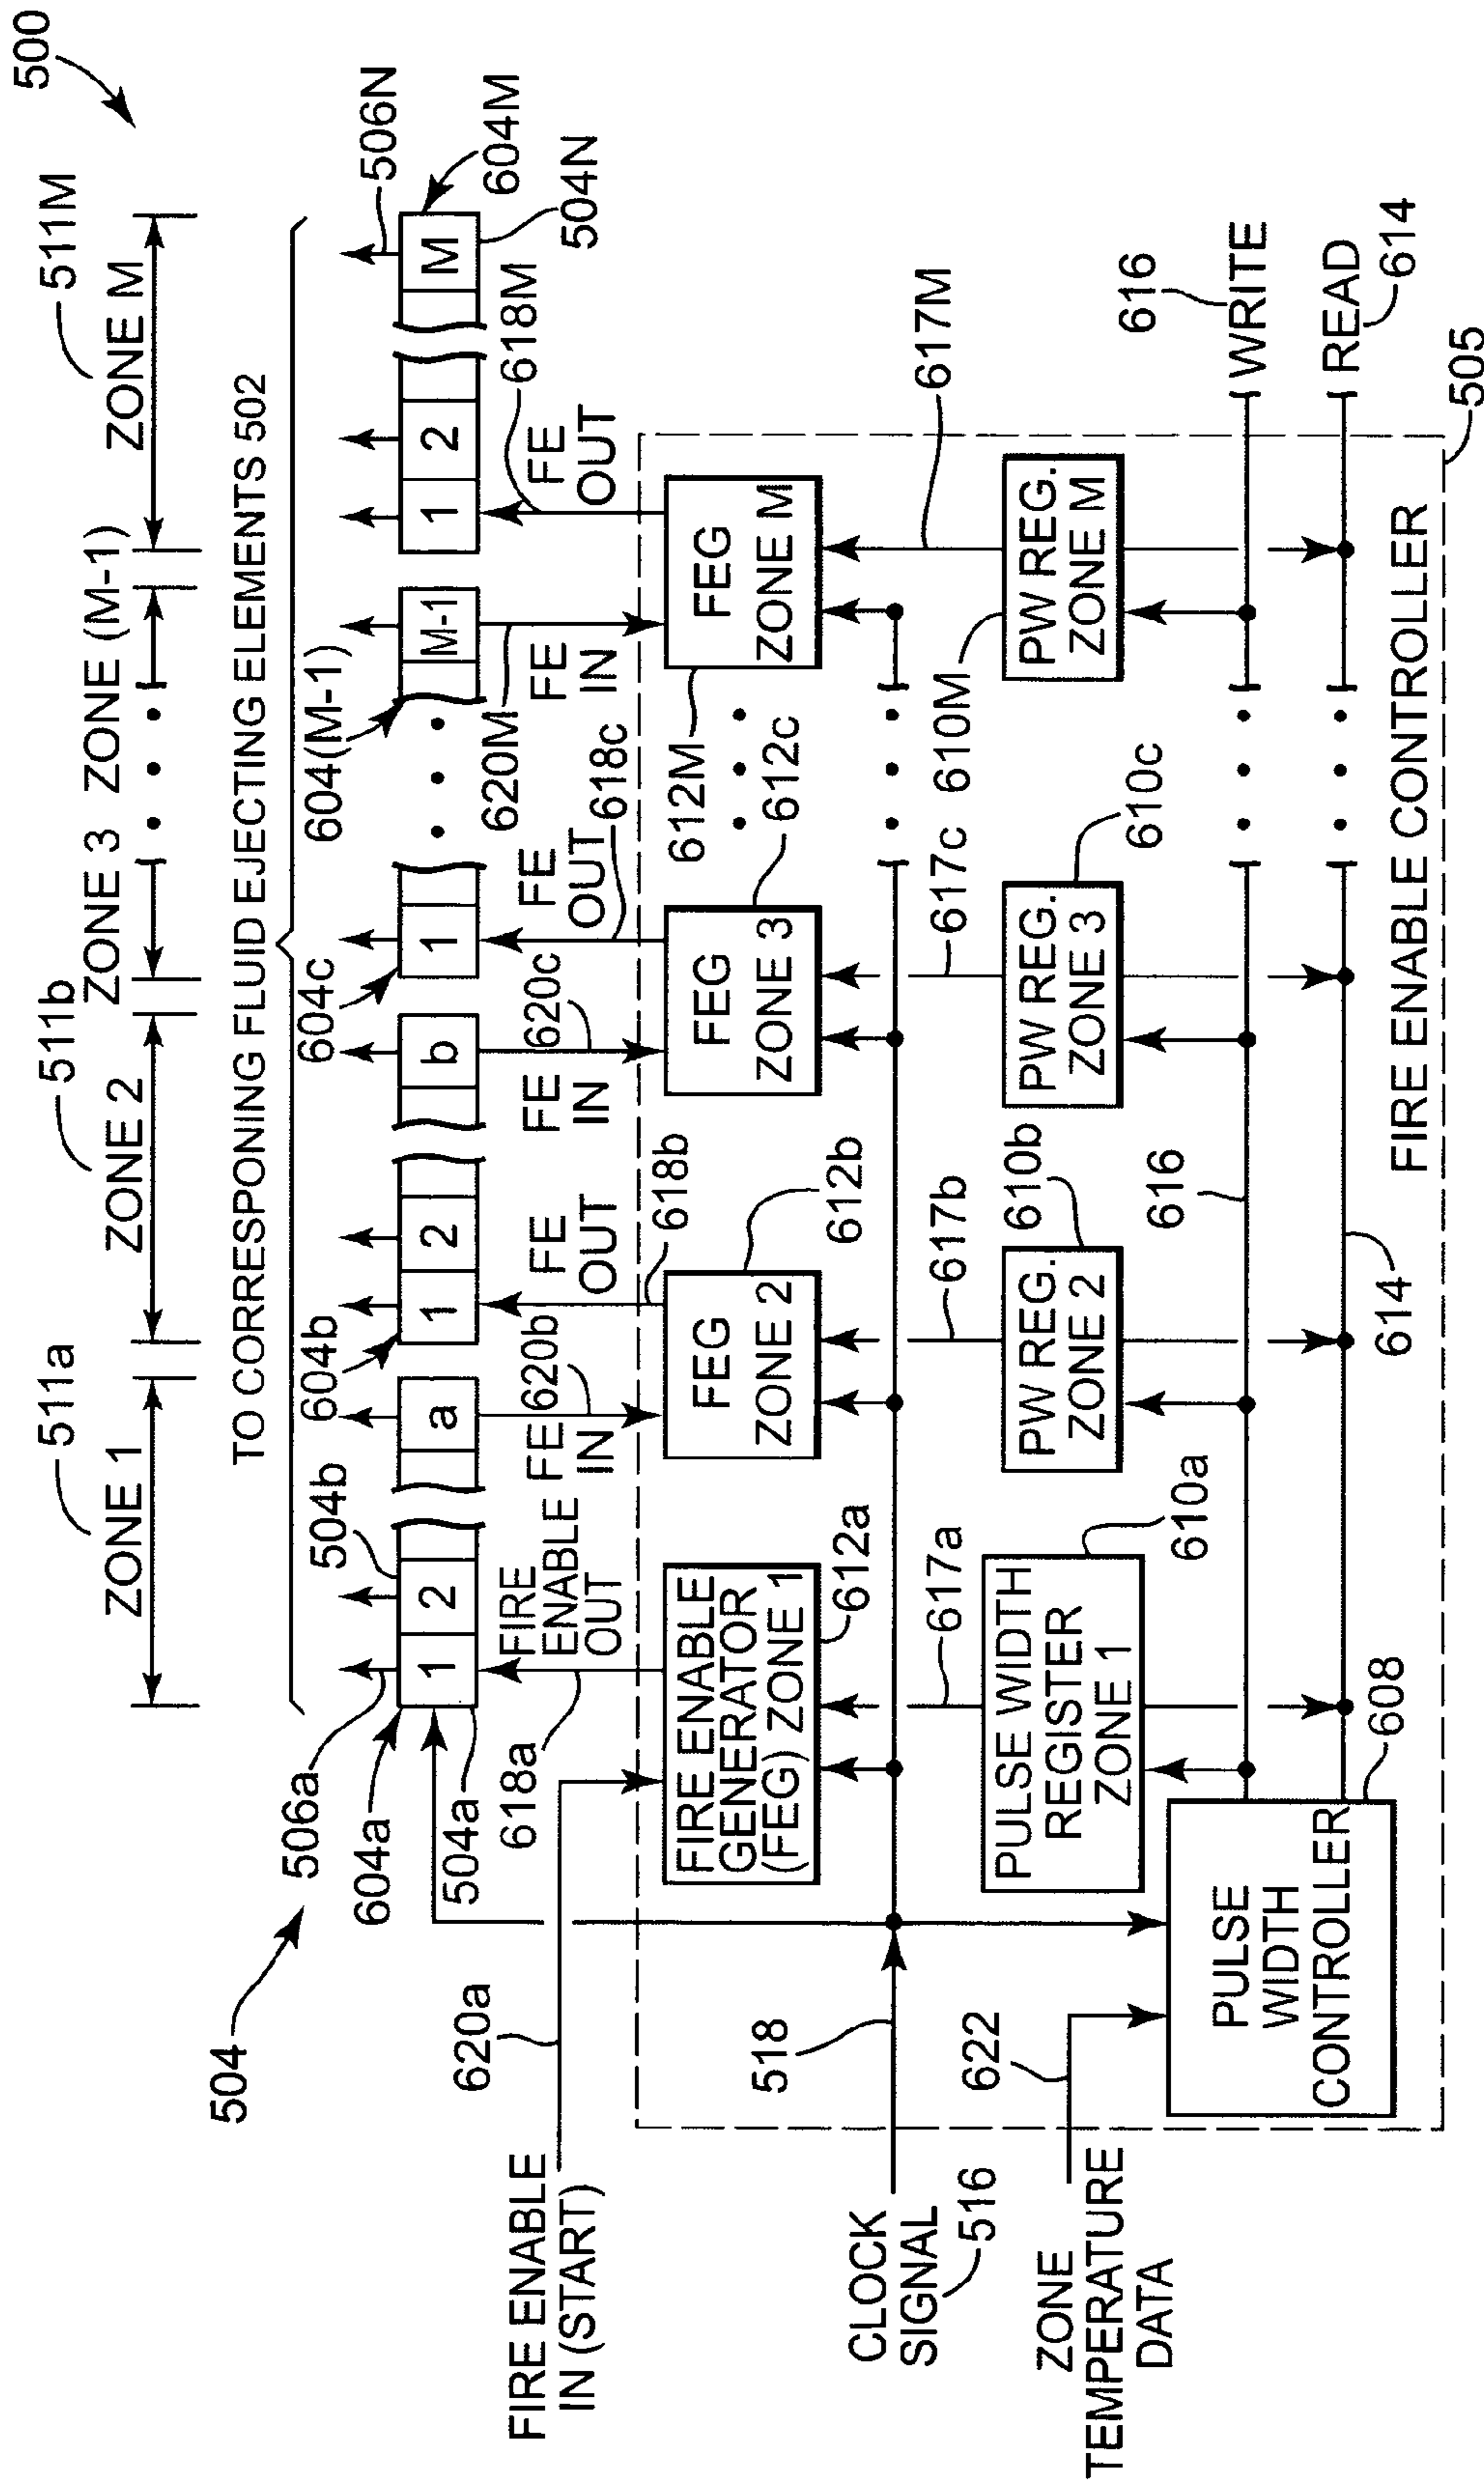 500
511a
511b
511M
ZONE 1
ZONE 2
ZONE 3
ZONE (M-1)
ZONE M
TO CORRESPONING FLUID EJECTING ELEMENTS 502
504
506a
604a
504b
604b
604c
604(M-1)
506N
604M
504N
1
2
a
1
2
b
1
M-1
1
2
M
504a
618a
FIRE
ENABLE
OUT
FE
IN
620b
FE
OUT
618b
FE
IN
620c
FE
OUT
618c
620M
FE
IN
FE
OUT
618M
FIRE ENABLE
IN (START)
620a
FIRE ENABLE
GENERATOR
(FEG) ZONE 1
612a
FEG
ZONE 2
612b
FEG
ZONE 3
612c
612M
FEG
ZONE M
CLOCK
SIGNAL
516
518
617a
617b
617c
617M
ZONE
TEMPERATURE
DATA
622
PULSE WIDTH
REGISTER
ZONE 1
610a
PW REG.
ZONE 2
610b
PW REG.
ZONE 3
610c
610M
PW REG.
ZONE M
PULSE
WIDTH
CONTROLLER
608
616
614
616
WRITE
READ
614
FIRE ENABLE CONTROLLER
505